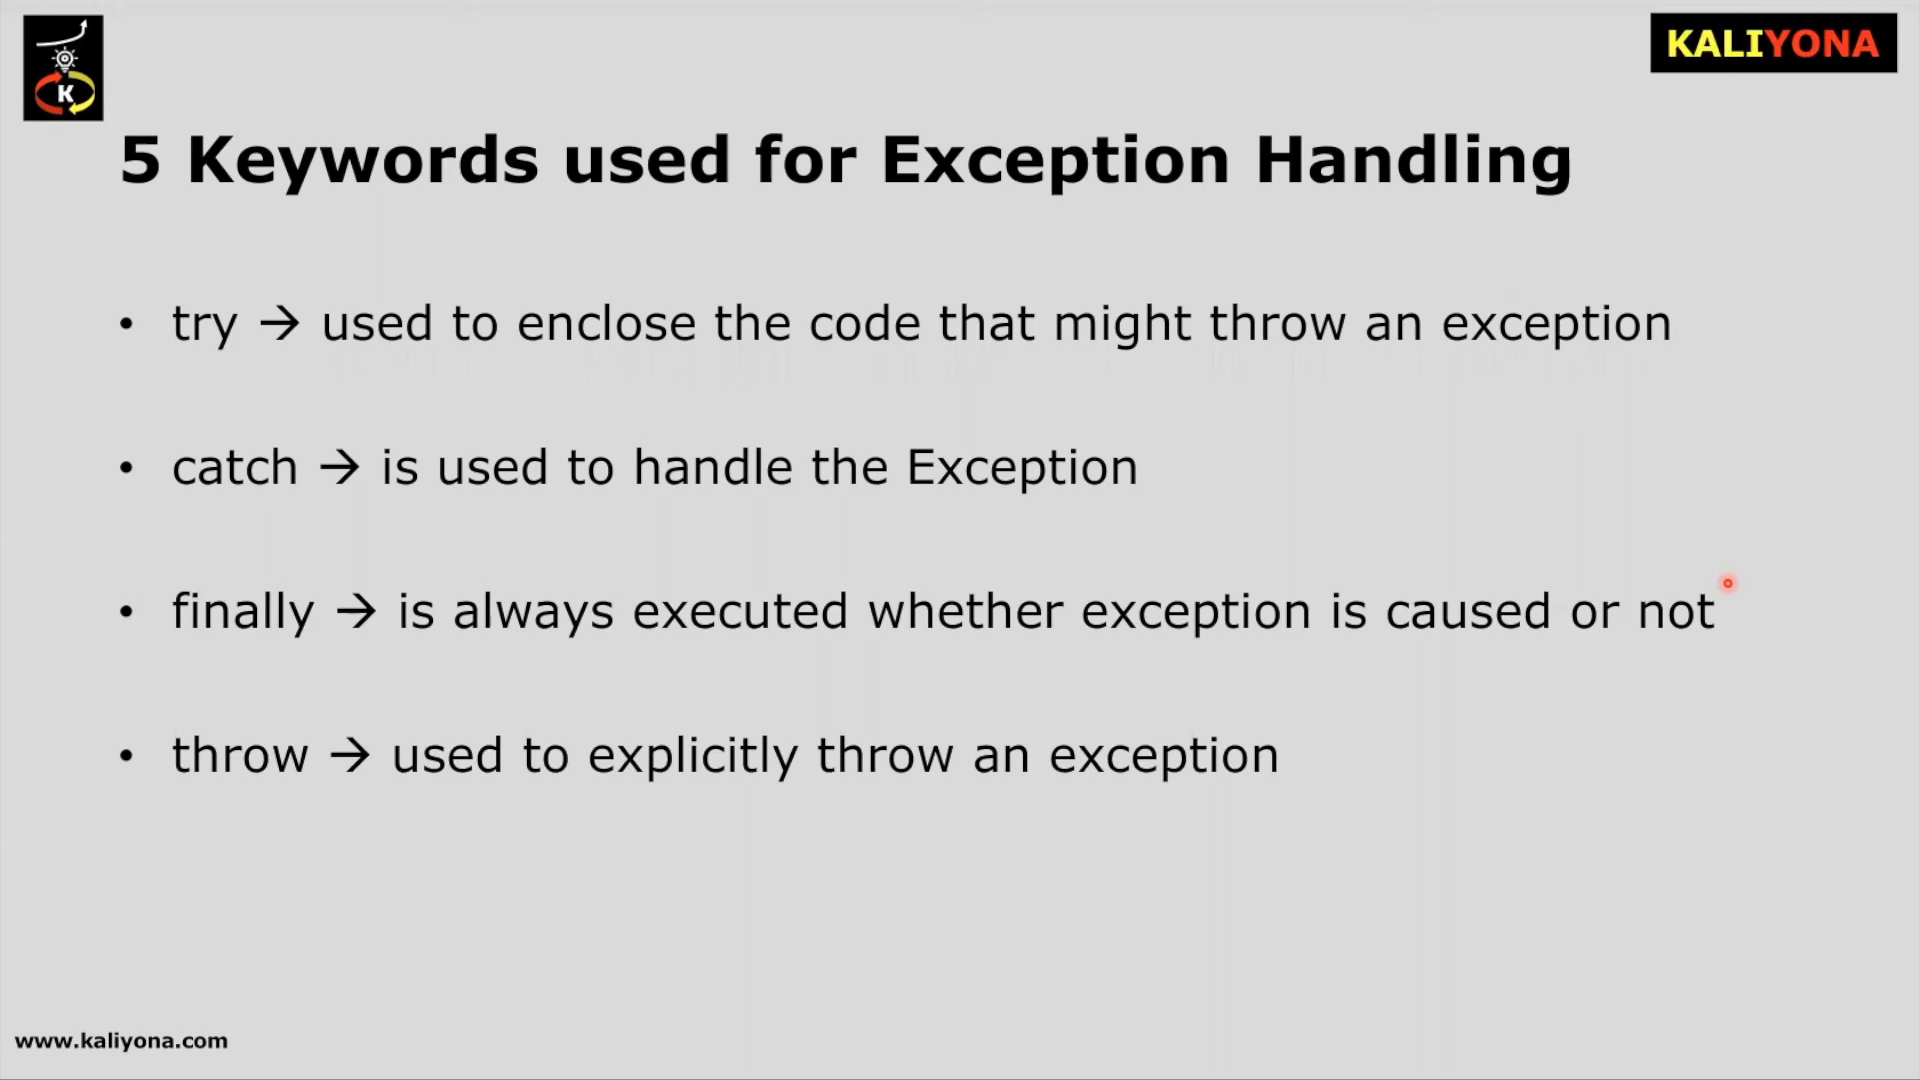 K
KALIYONA
5 Keywords used for Exception Handling
• try → used to enclose the code that might throw an exception
• catch → is used to handle the Exception
• finally → is always executed whether exception is caused or not
• throw → used to explicitly throw an exception
www.kaliyona.com